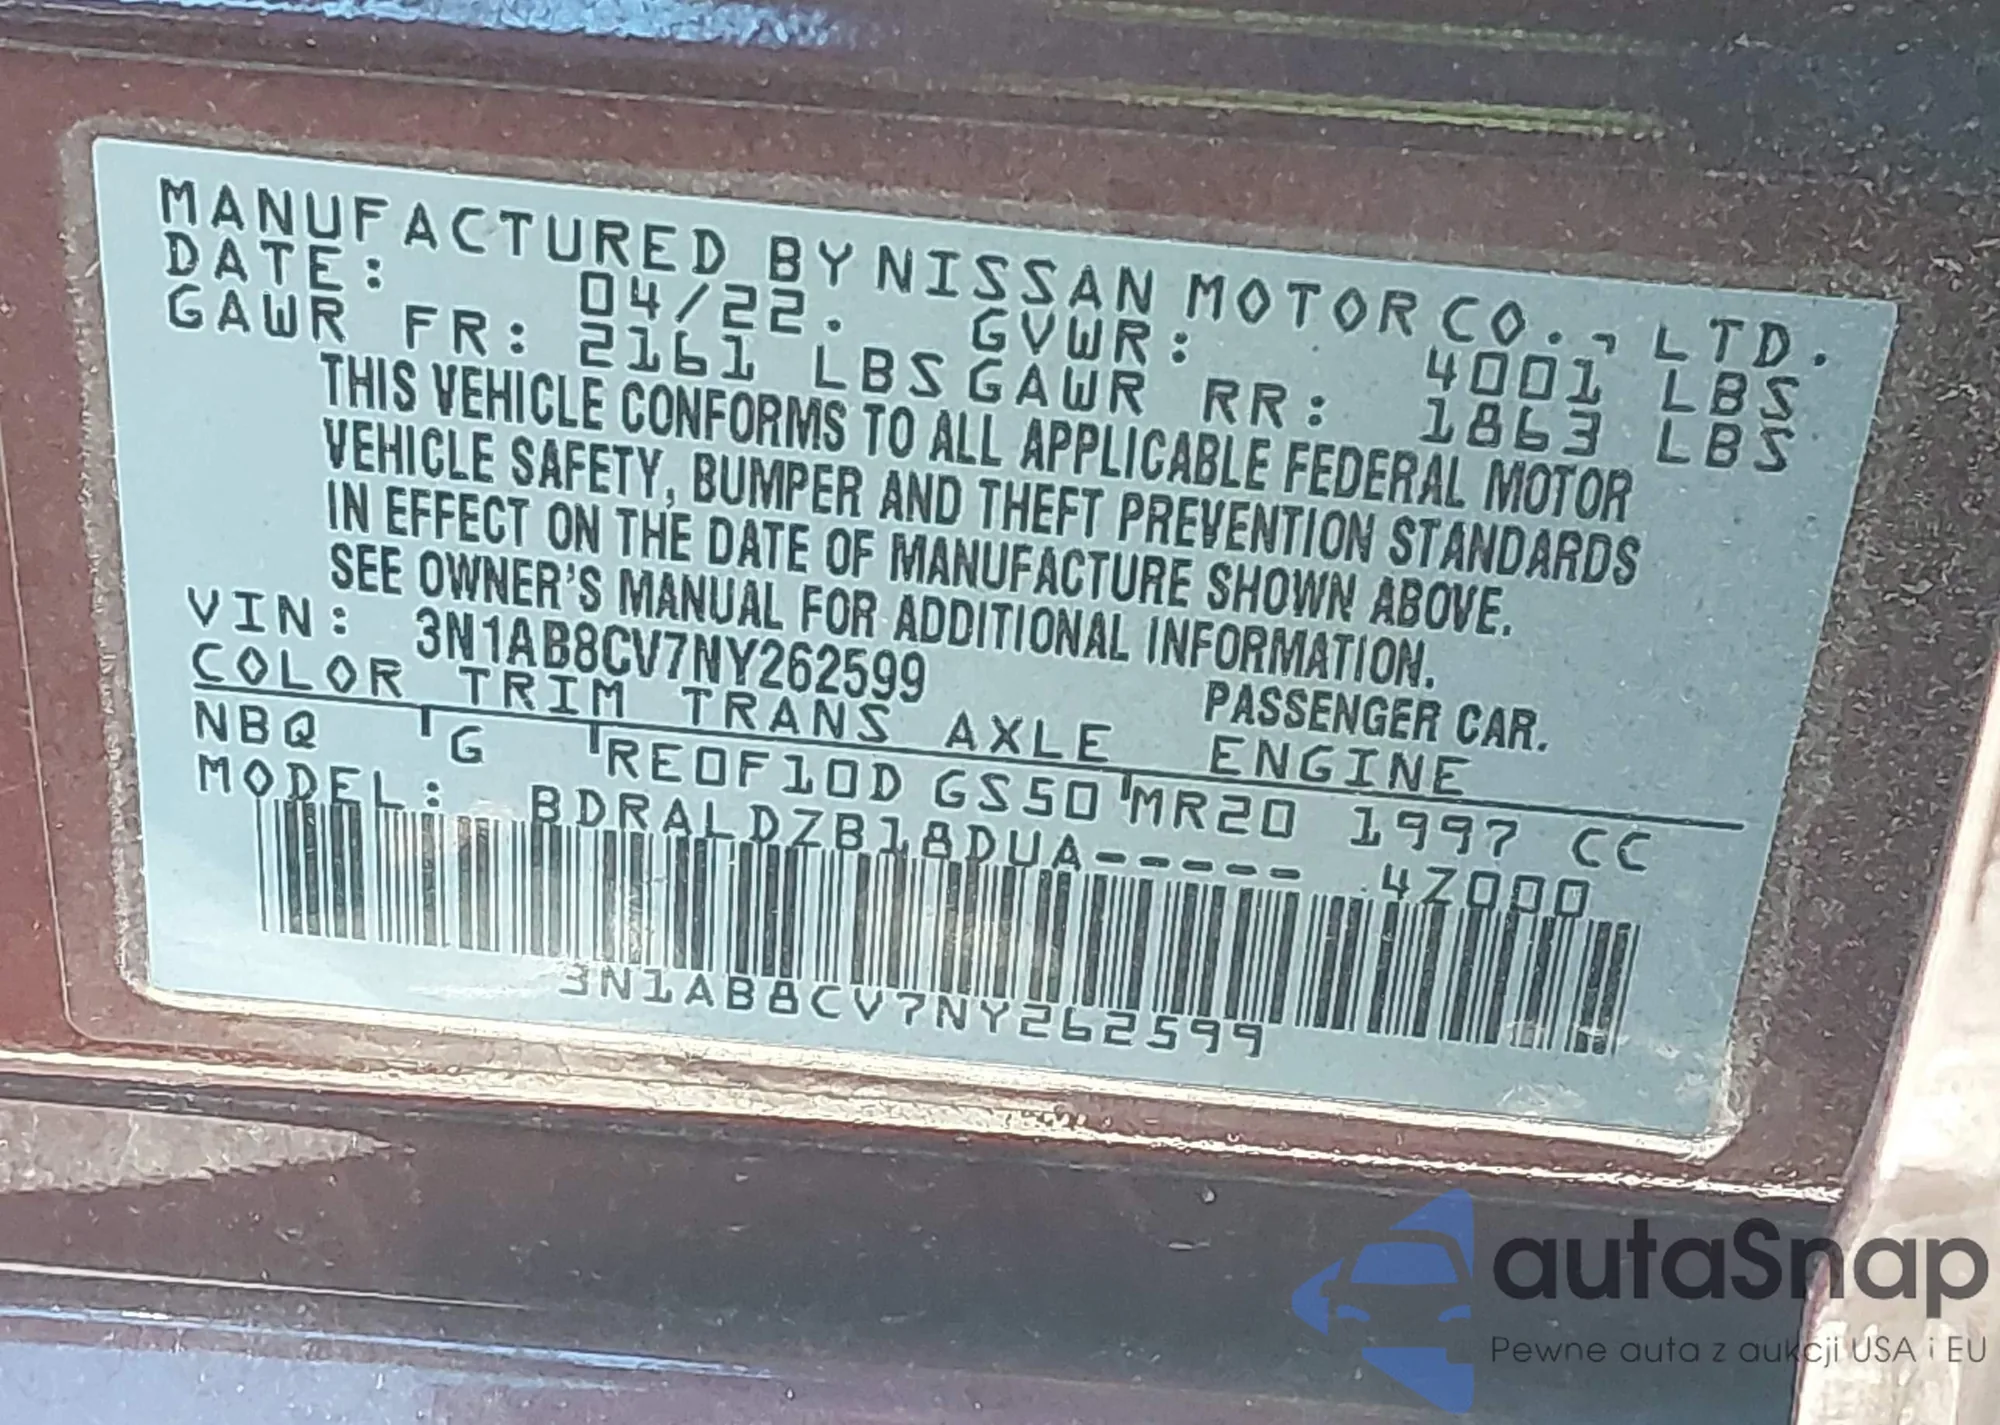 MANUFACTURED BY NISSAN MOTOR CO., LTD.
DATE: 04/22. GVWR: 4001 LBS
GAWR FR: 2161 LBS GAWR RR: 1863 LBS
THIS VEHICLE CONFORMS TO ALL APPLICABLE FEDERAL MOTOR
VEHICLE SAFETY, BUMPER AND THEFT PREVENTION STANDARDS
IN EFFECT ON THE DATE OF MANUFACTURE SHOWN ABOVE.
SEE OWNER'S MANUAL FOR ADDITIONAL INFORMATION.
VIN: 3N1AB8CV7NY262599 PASSENGER CAR.
COLOR TRIM TRANS AXLE ENGINE
NBQ G RE0F10D GS50 MR20 1997 CC
MODEL: BDRALDZB18DUA----- 4Z000
3N1AB8CV7NY262599
autaSnap
Pewne auta z aukcji USA i EU